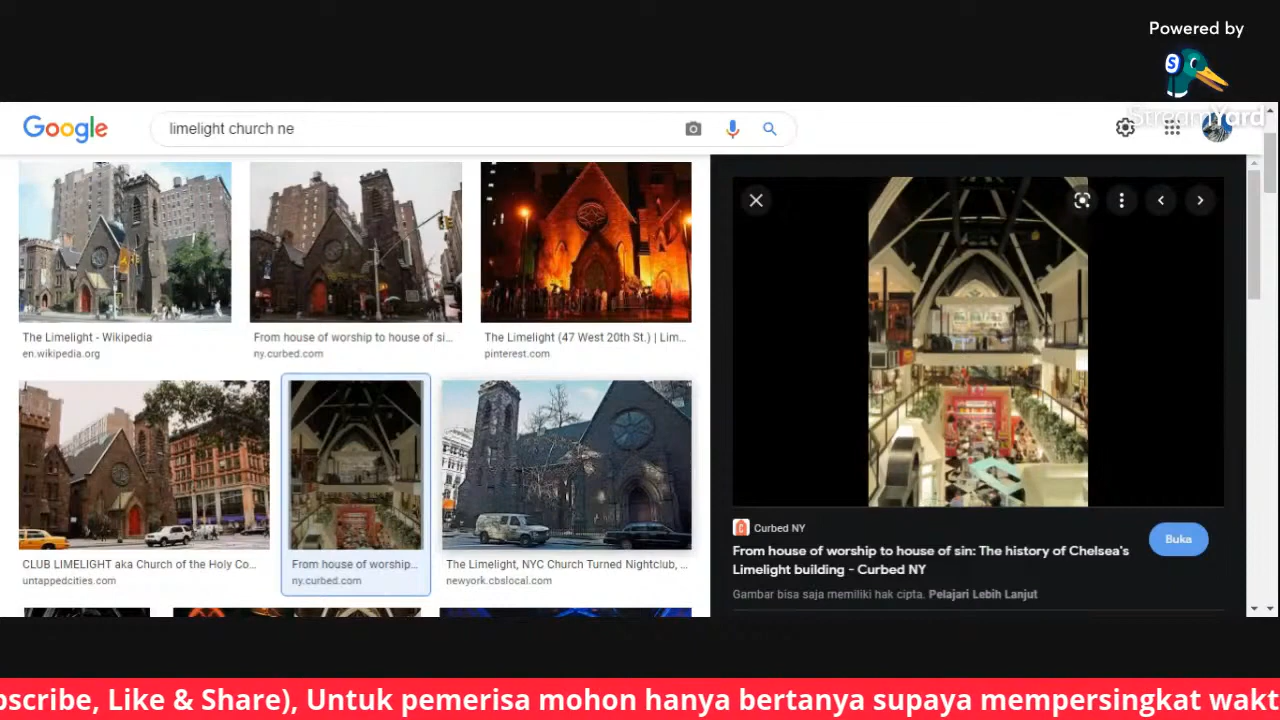 Powered by
S
StreamYard
Google
limelight church ne
The Limelight - Wikipedia
en.wikipedia.org
From house of worship to house of si...
ny.curbed.com
The Limelight (47 West 20th St.) | Lim...
pinterest.com
CLUB LIMELIGHT aka Church of the Holy Co...
untappedcities.com
From house of worship...
ny.curbed.com
The Limelight, NYC Church Turned Nightclub, ...
newyork.cbslocal.com
Curbed NY
Buka
From house of worship to house of sin: The history of Chelsea's
Limelight building - Curbed NY
Gambar bisa saja memiliki hak cipta. Pelajari Lebih Lanjut
bscribe, Like & Share), Untuk pemerisa mohon hanya bertanya supaya mempersingkat wakt